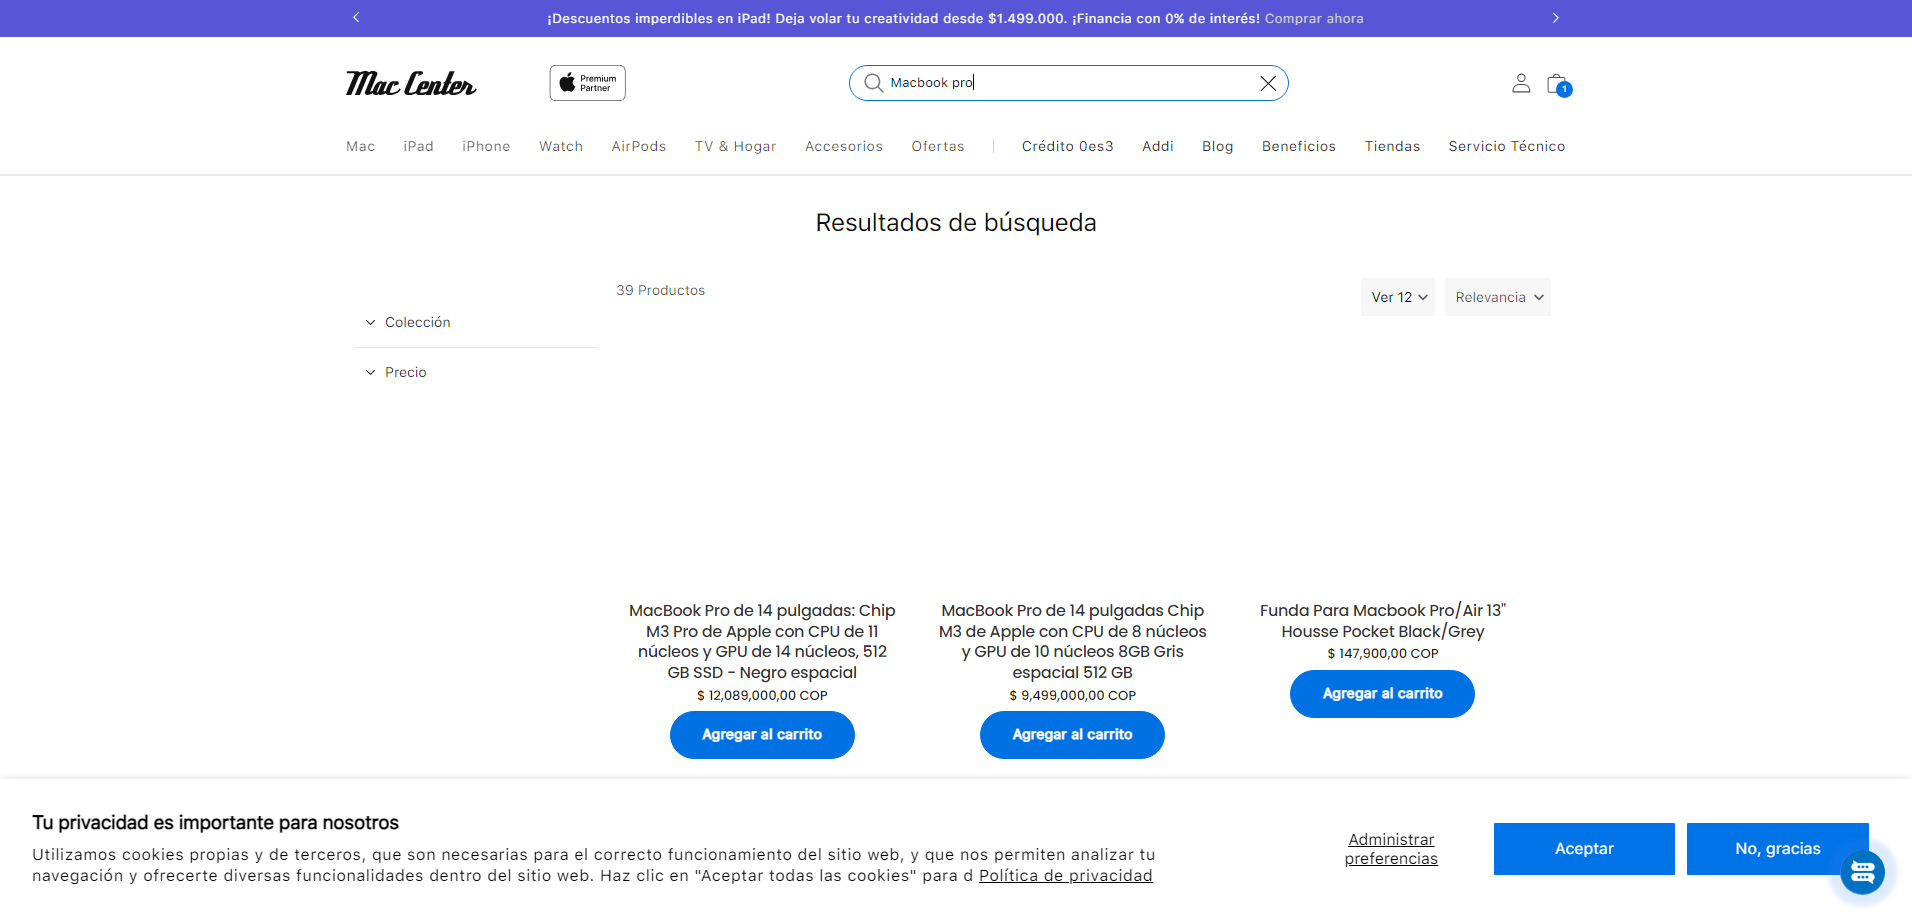 ¡Descuentos imperdibles en iPad! Deja volar tu creatividad desde $1.499.000. ¡Financia con 0% de interés! Comprar ahora
Mac Center
Premium
Partner
Macbook pro
1
Mac iPad iPhone Watch AirPods TV & Hogar Accesorios Ofertas Crédito 0es3 Addi Blog Beneficios Tiendas Servicio Técnico
Resultados de búsqueda
39 Productos
Ver 12
Relevancia
Colección
Precio
MacBook Pro de 14 pulgadas: Chip
M3 Pro de Apple con CPU de 11
núcleos y GPU de 14 núcleos, 512
GB SSD - Negro espacial
$ 12,089,000,00 COP
Agregar al carrito
MacBook Pro de 14 pulgadas Chip
M3 de Apple con CPU de 8 núcleos
y GPU de 10 núcleos 8GB Gris
espacial 512 GB
$ 9,499,000,00 COP
Agregar al carrito
Funda Para Macbook Pro/Air 13"
Housse Pocket Black/Grey
$ 147,900,00 COP
Agregar al carrito
Tu privacidad es importante para nosotros
Utilizamos cookies propias y de terceros, que son necesarias para el correcto funcionamiento del sitio web, y que nos permiten analizar tu
navegación y ofrecerte diversas funcionalidades dentro del sitio web. Haz clic en "Aceptar todas las cookies" para d Política de privacidad
Administrar
preferencias
Aceptar
No, gracias